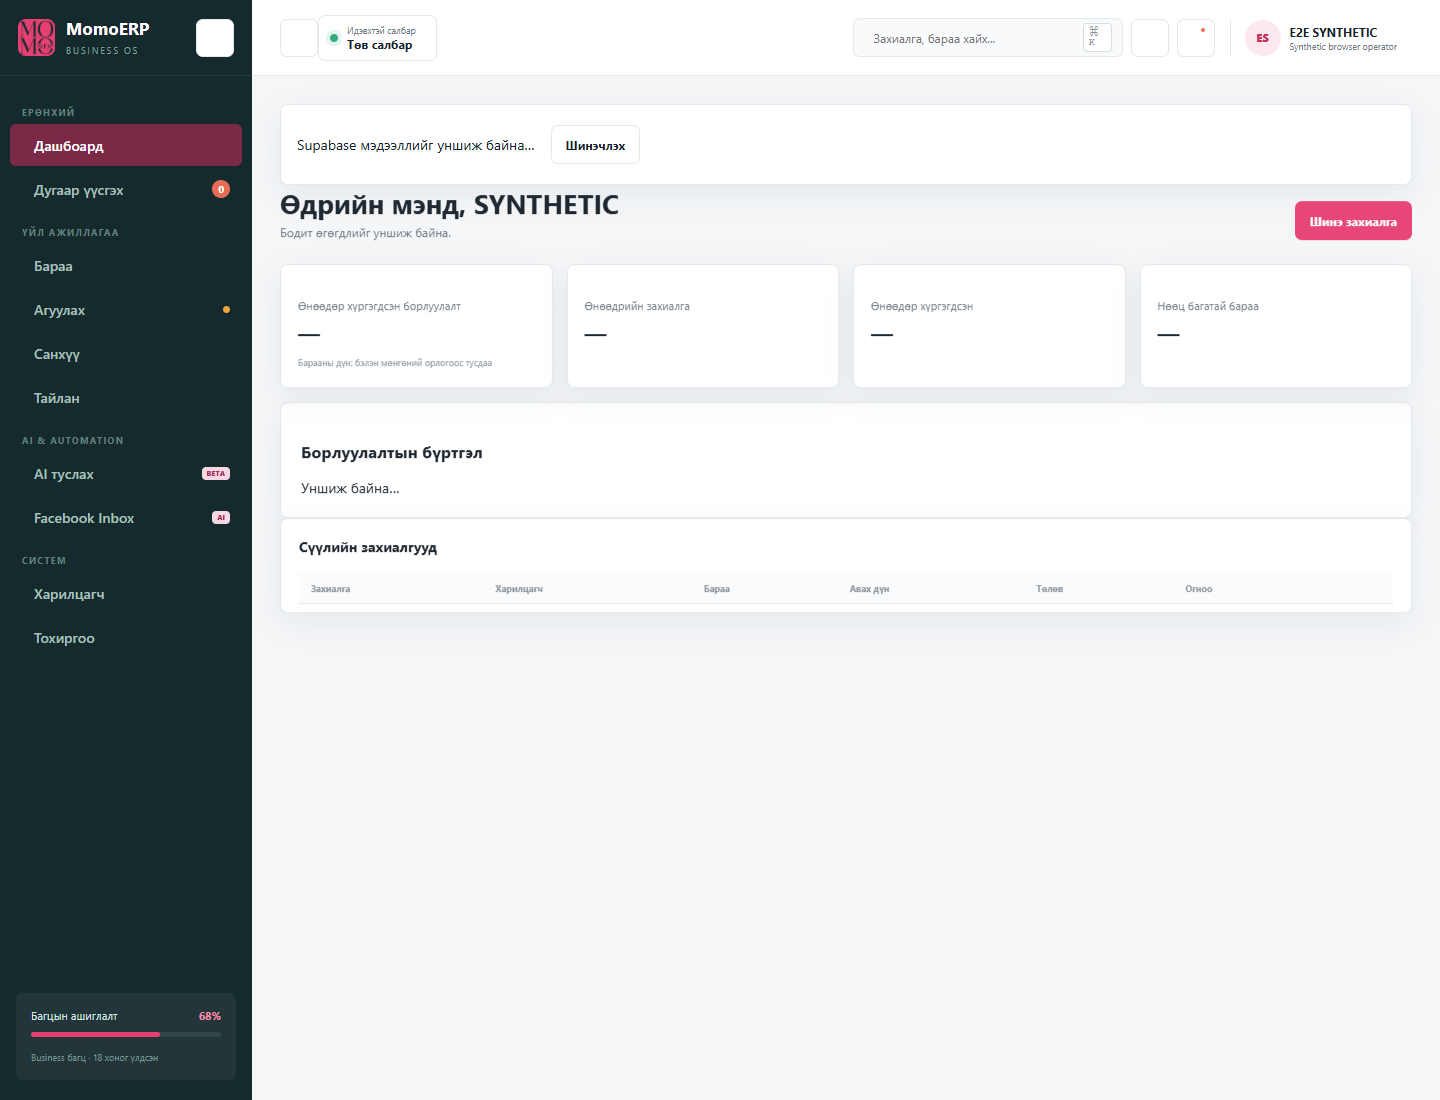 MOMO
MomoERP
BUSINESS OS
ЕРӨНХИЙ
Дашбоард
Дугаар үүсгэх
0
ҮЙЛ АЖИЛЛАГАА
Бараа
Агуулах
Санхүү
Тайлан
AI & AUTOMATION
AI туслах
BETA
Facebook Inbox
AI
СИСТЕМ
Харилцагч
Тохиргоо
Багцын ашиглалт
68%
Business багц · 18 хоног үлдсэн
Идэвхтэй салбар
Төв салбар
Захиалга, бараа хайх...
⌘
K
ES
E2E SYNTHETIC
Synthetic browser operator
Supabase мэдээллийг уншиж байна...
Шинэчлэх
Өдрийн мэнд, SYNTHETIC
Бодит өгөгдлийг уншиж байна.
Шинэ захиалга
Өнөөдөр хүргэгдсэн борлуулалт
—
Барааны дүн; бэлэн мөнгөний орлогоос тусдаа
Өнөөдрийн захиалга
—
Өнөөдөр хүргэгдсэн
—
Нөөц багатай бараа
—
Борлуулалтын бүртгэл
Уншиж байна...
Сүүлийн захиалгууд
Захиалга Харилцагч Бараа Авах дүн Төлөв Огноо